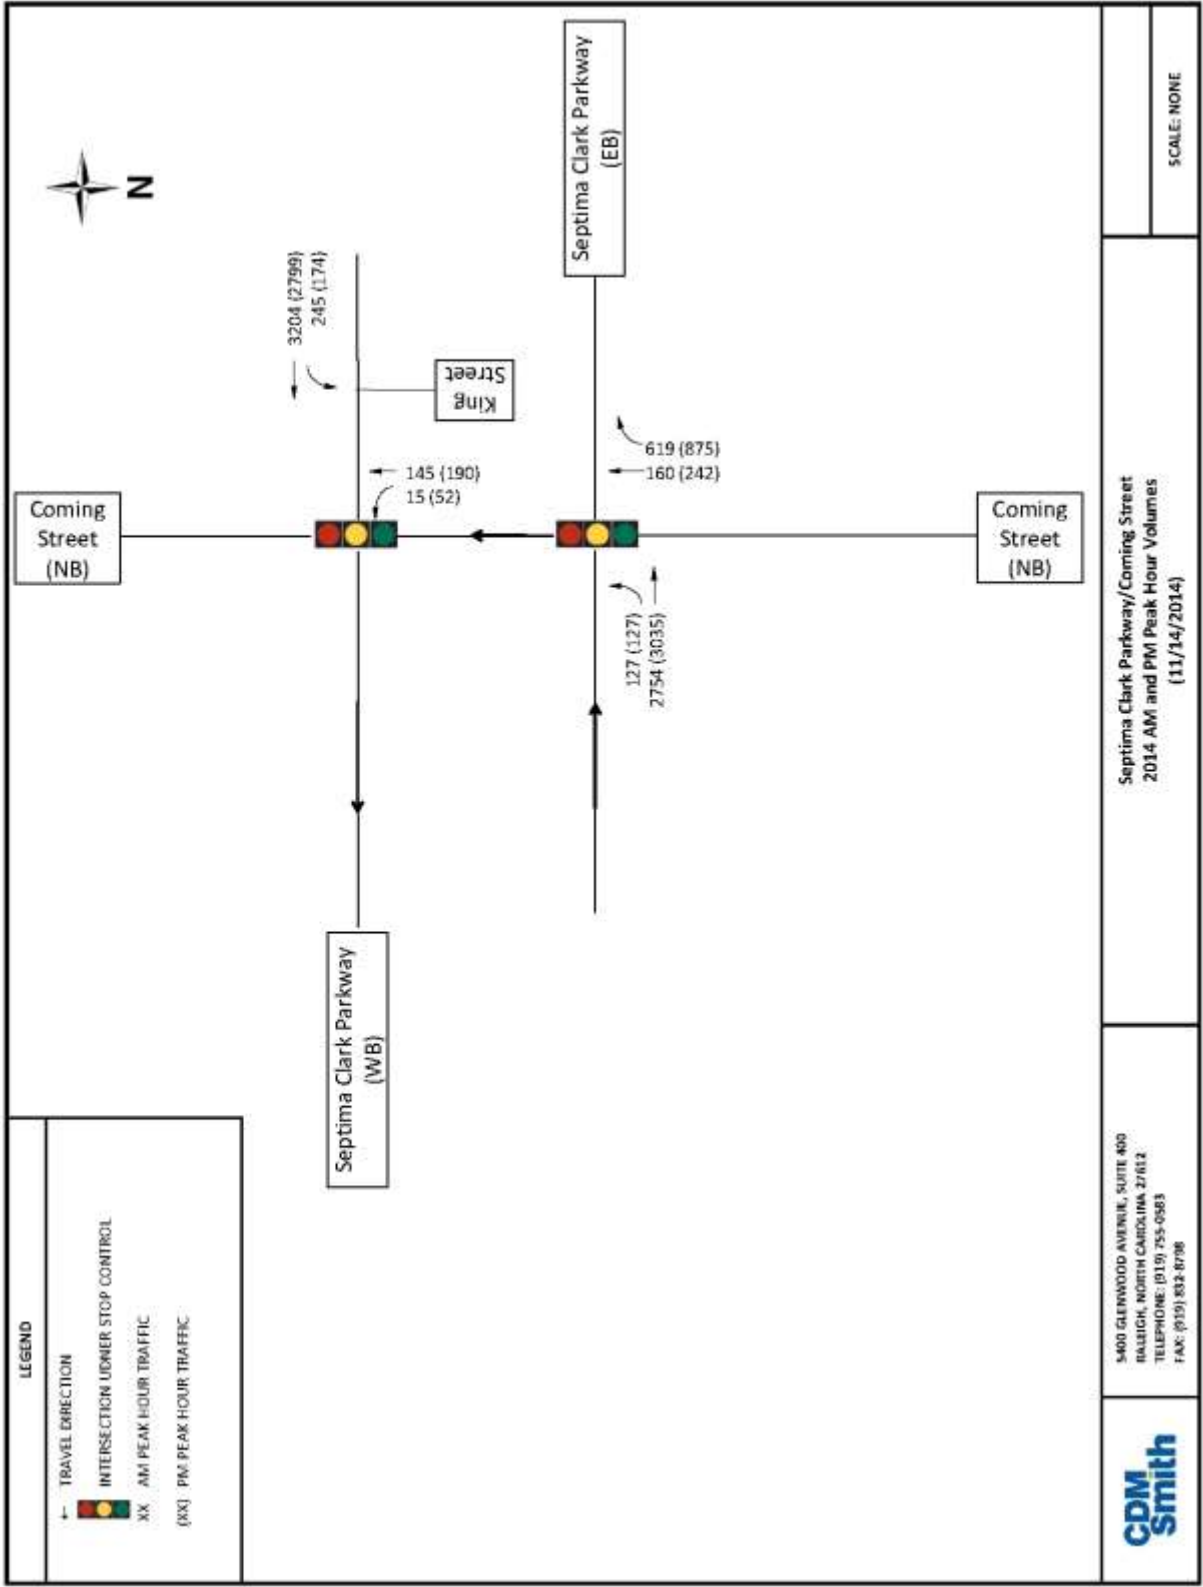 LEGEND
← TRAVEL DIRECTION
INTERSECTION UDNER STOP CONTROL
XX AM PEAK HOUR TRAFFIC
(XX) PM PEAK HOUR TRAFFIC
N
Coming
Street
(NB)
3204 (2799)
245 (174)
King
Street
145 (190)
15 (52)
Septima Clark Parkway
(WB)
Septima Clark Parkway
(EB)
619 (875)
160 (242)
127 (127)
2754 (3035)
Coming
Street
(NB)
CDM
Smith
5400 GLENWOOD AVENUE, SUITE 400
RALEIGH, NORTH CAROLINA 27612
TELEPHONE: (919) 755-0583
FAX: (919) 832-8798
Septima Clark Parkway/Coming Street
2014 AM and PM Peak Hour Volumes
(11/14/2014)
SCALE: NONE